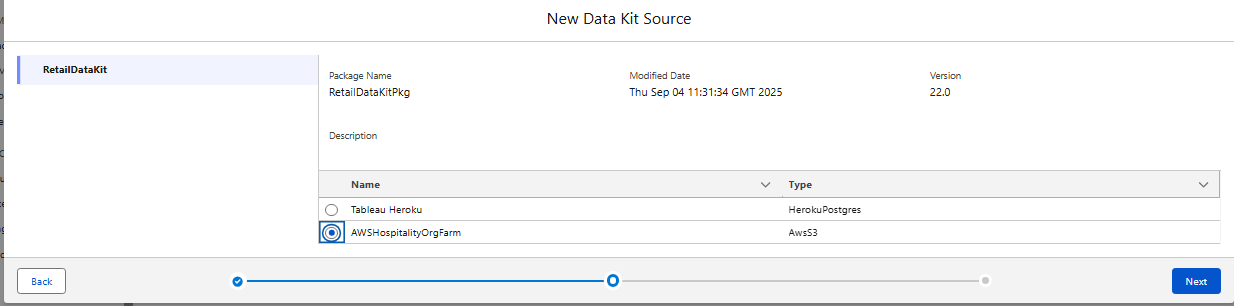 New Data Kit Source
RetailDataKit
Package Name
Modified Date
Version
RetailDataKitPkg
Thu Sep 04 11:31:34 GMT 2025
22.0
Description
Name
Type
Tableau Heroku
HerokuPostgres
AWSHospitalityOrgFarm
AwsS3
Back
Next